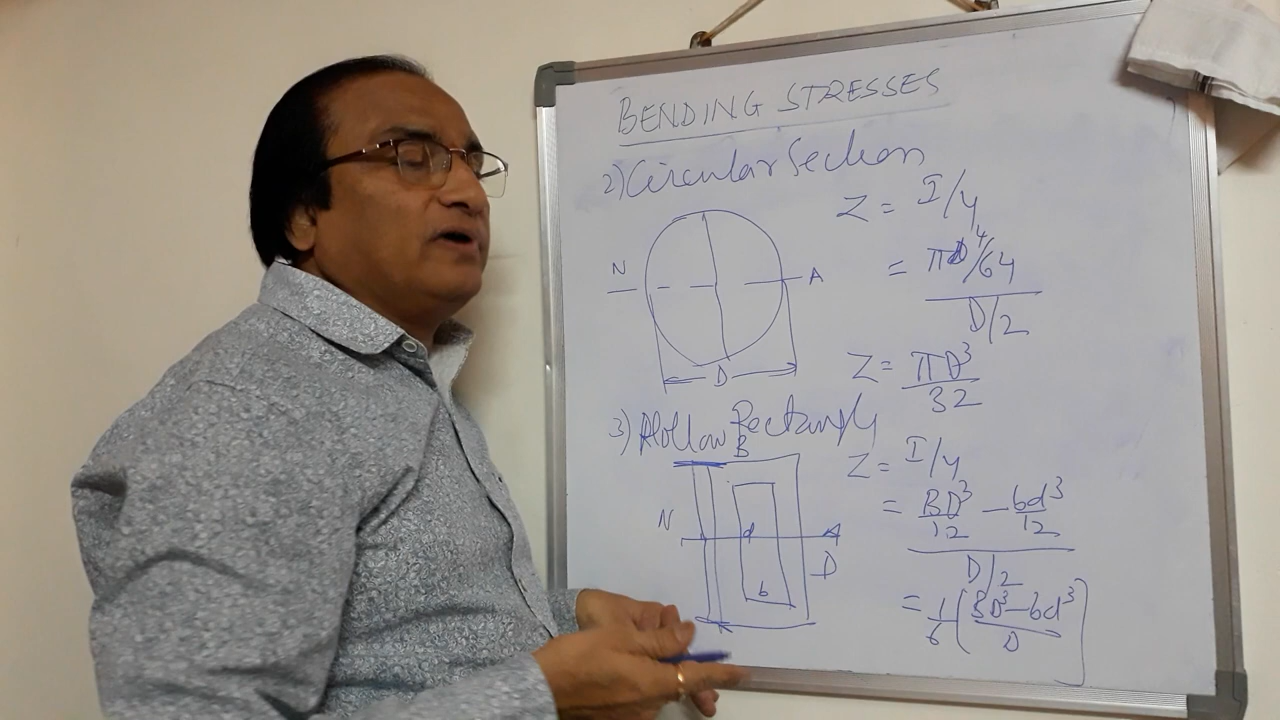 BENDING STRESSES
2) Circular Section
Z = I/y
N
A
= πD⁴/64
D/2
D
Z = πD³
32
3) Hollow Rectangle
B
Z = I/y
N
d
A
= BD³/12 - bd³/12
D
b
D/2
= 1/6 (BD³-bd³
D